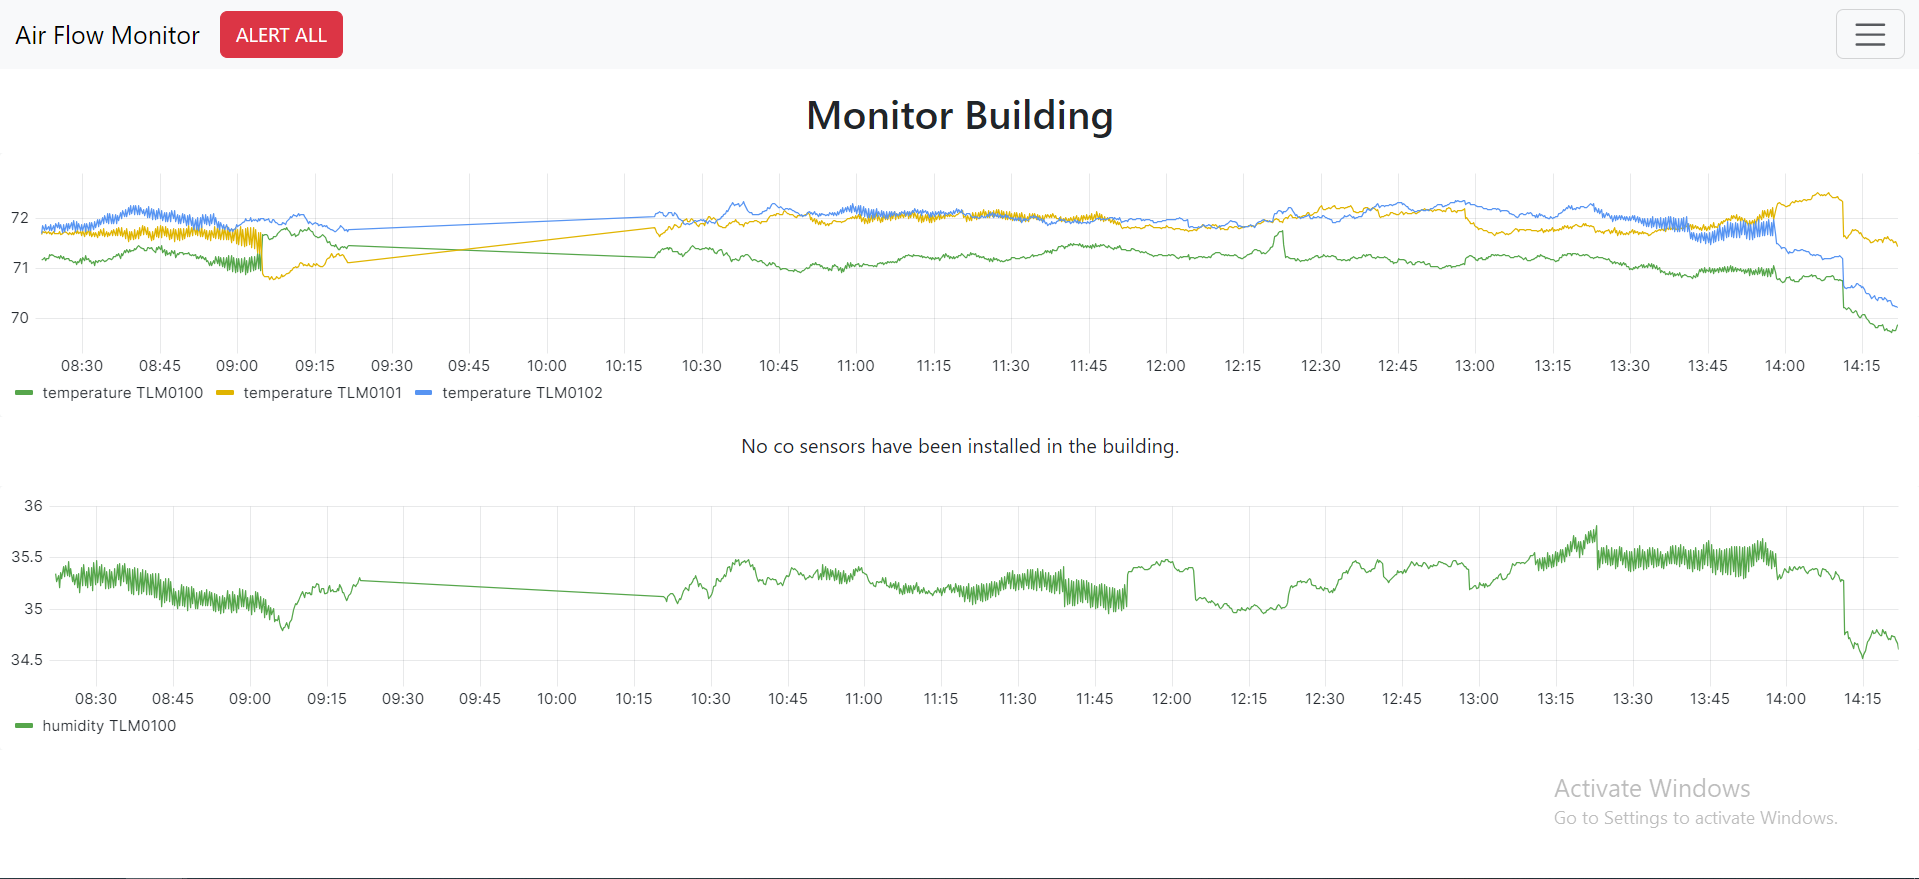 Air Flow Monitor ALERT ALL
Monitor Building
72
71
70
08:30 08:45 09:00 09:15 09:30 09:45 10:00 10:15 10:30 10:45 11:00 11:15 11:30 11:45 12:00 12:15 12:30 12:45 13:00 13:15 13:30 13:45 14:00 14:15
temperature TLM0100 temperature TLM0101 temperature TLM0102
No co sensors have been installed in the building.
36
35.5
35
34.5
08:30 08:45 09:00 09:15 09:30 09:45 10:00 10:15 10:30 10:45 11:00 11:15 11:30 11:45 12:00 12:15 12:30 12:45 13:00 13:15 13:30 13:45 14:00 14:15
humidity TLM0100
Activate Windows
Go to Settings to activate Windows.